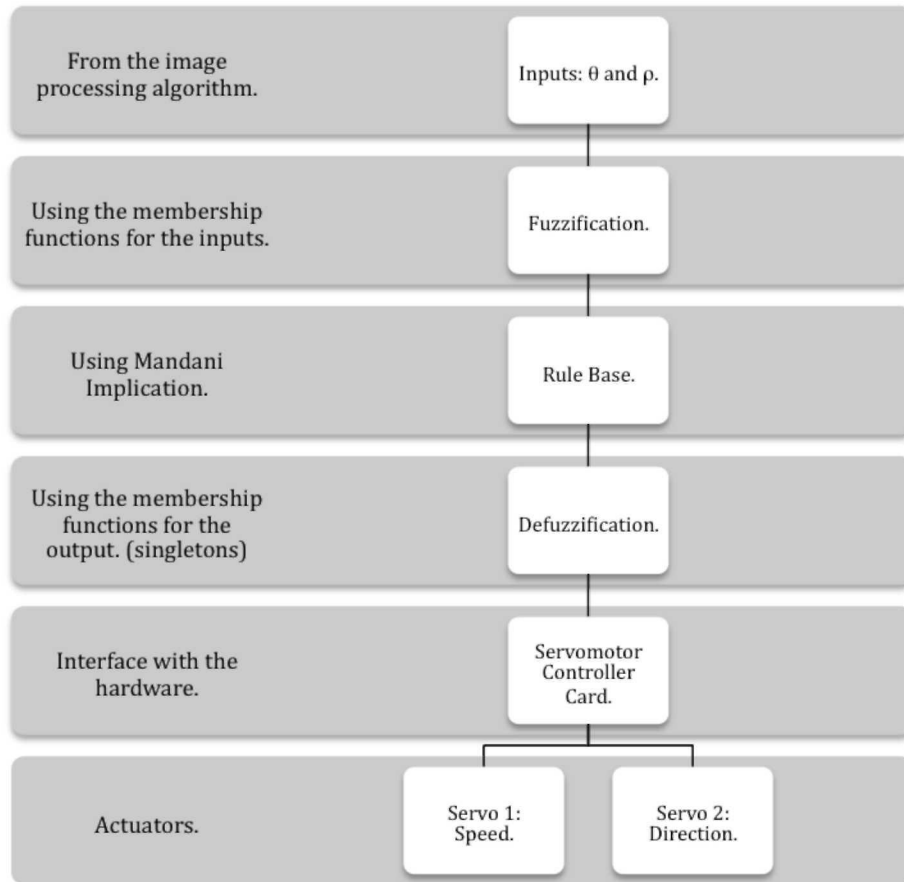 From the image
processing algorithm.
Inputs: θ and ρ.
Using the membership
functions for the inputs.
Fuzzification.
Using Mandani
Implication.
Rule Base.
Using the membership
functions for the
output. (singletons)
Defuzzification.
Interface with the
hardware.
Servomotor
Controller
Card.
Actuators.
Servo 1:
Speed.
Servo 2:
Direction.